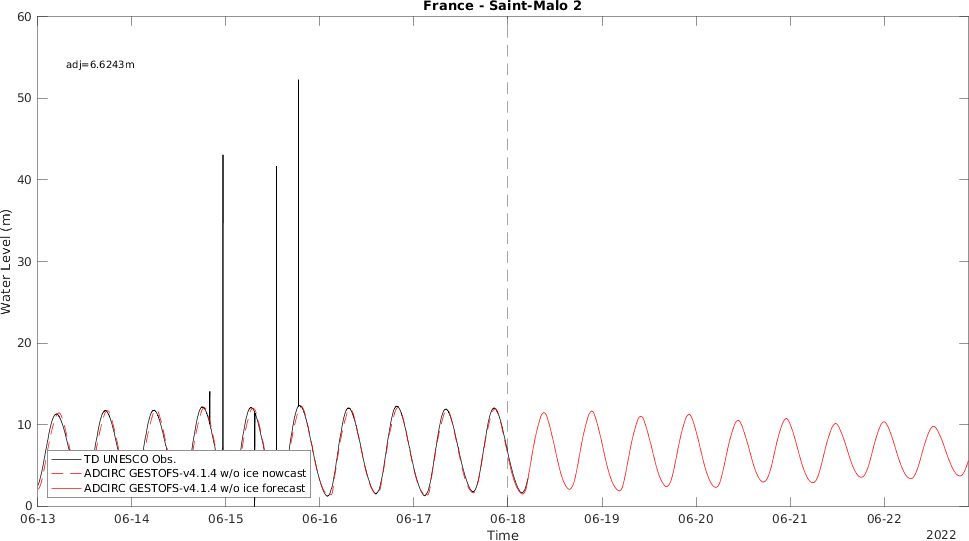 France - Saint-Malo 2
60
adj=6.6243m
50
40
30
20
10
0
Water Level (m)
TD UNESCO Obs.
ADCIRC GESTOFS-v4.1.4 w/o ice nowcast
ADCIRC GESTOFS-v4.1.4 w/o ice forecast
06-13 06-14 06-15 06-16 06-17 06-18 06-19 06-20 06-21 06-22
Time
2022